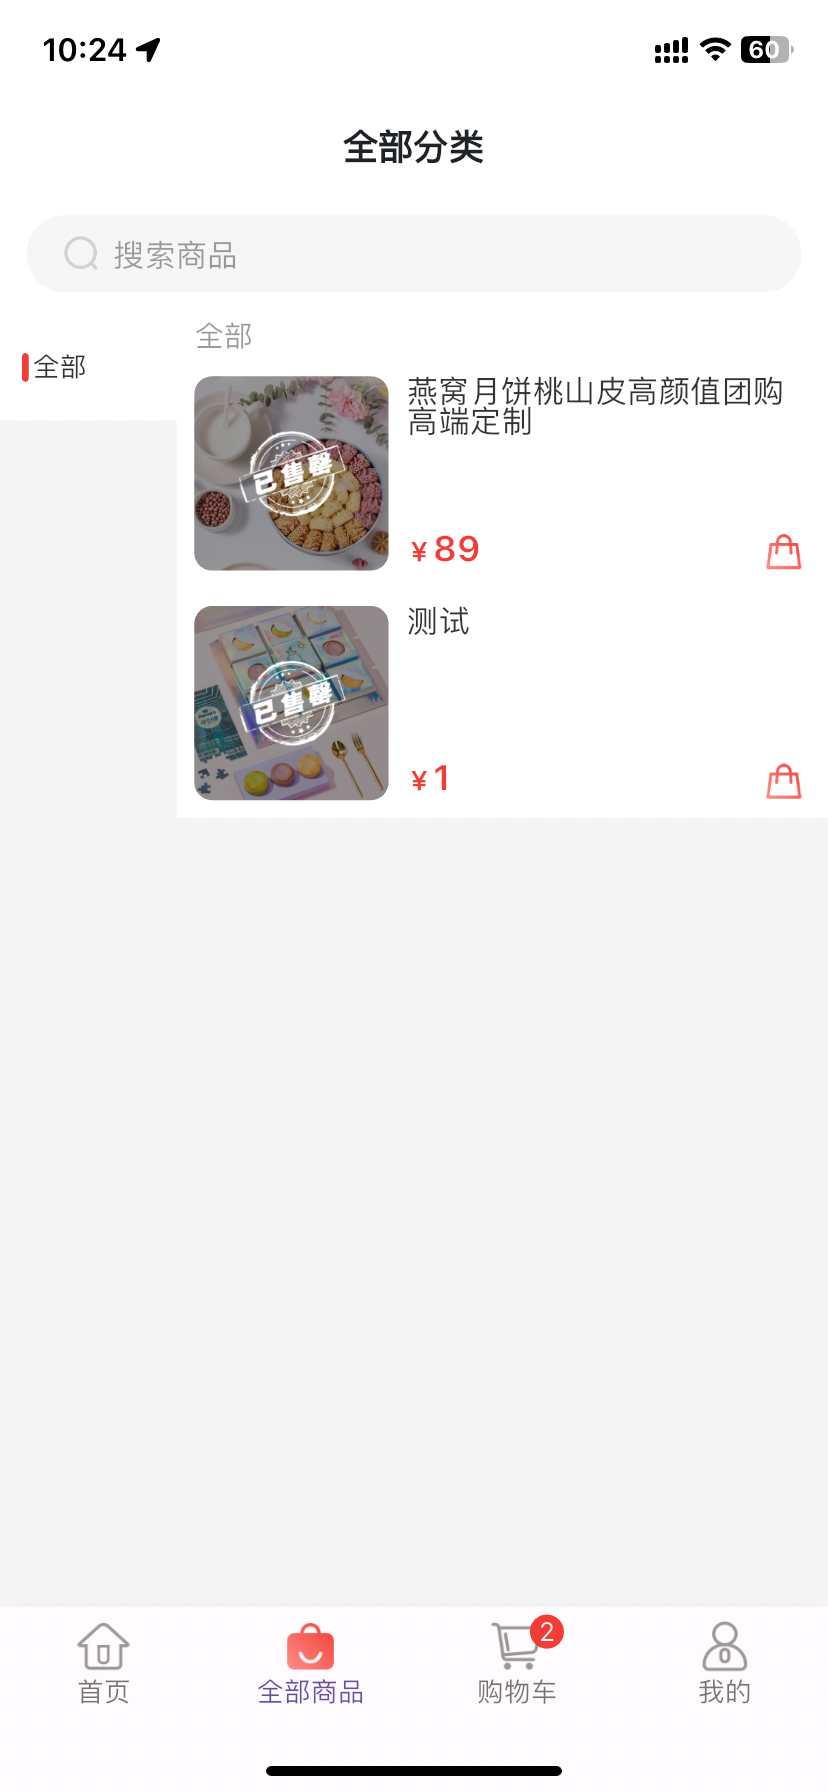 10:24
60
全部分类
搜索商品
全部
全部
燕窝月饼桃山皮高颜值团购
高端定制
已售罄
¥89
测试
已售罄
¥1
首页
全部商品
2
购物车
我的